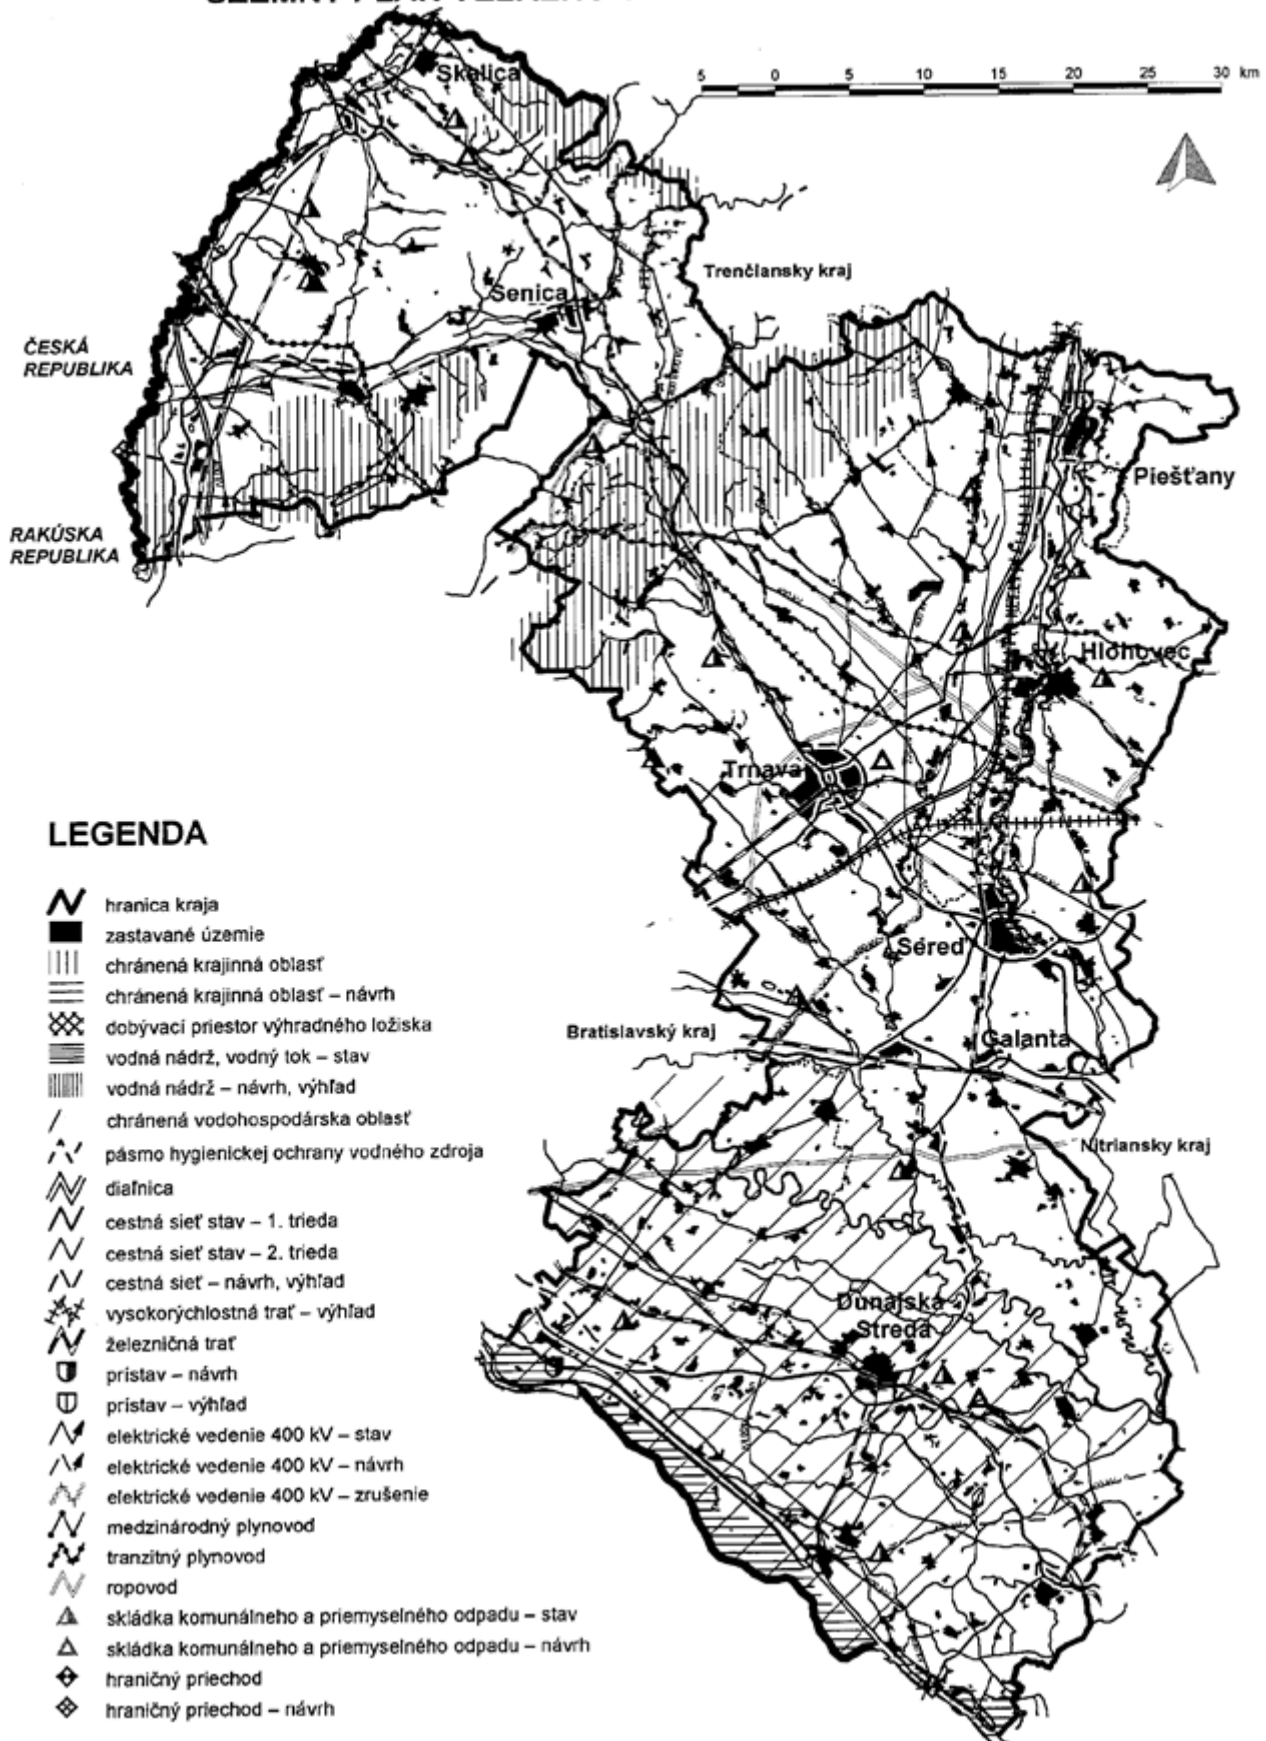 5 0 5 10 15 20 25 30 km
Skalica
Trenčiansky kraj
Senica
ČESKÁ
REPUBLIKA
Piešťany
RAKÚSKA
REPUBLIKA
Hlohovec
Trnava
LEGENDA
hranica kraja
zastavané územie
chránená krajinná oblasť
chránená krajinná oblasť – návrh
dobývací priestor výhradného ložiska
vodná nádrž, vodný tok – stav
vodná nádrž – návrh, výhľad
chránená vodohospodárska oblasť
pásmo hygienickej ochrany vodného zdroja
diaľnica
cestná sieť stav – 1. trieda
cestná sieť stav – 2. trieda
cestná sieť – návrh, výhľad
vysokorýchlostná trať – výhľad
železničná trať
prístav – návrh
prístav – výhľad
elektrické vedenie 400 kV – stav
elektrické vedenie 400 kV – návrh
elektrické vedenie 400 kV – zrušenie
medzinárodný plynovod
tranzitný plynovod
ropovod
skládka komunálneho a priemyselného odpadu – stav
skládka komunálneho a priemyselného odpadu – návrh
hraničný priechod
hraničný priechod – návrh
Sereď
Bratislavský kraj
Galanta
Nitriansky kraj
Dunajská
Streda